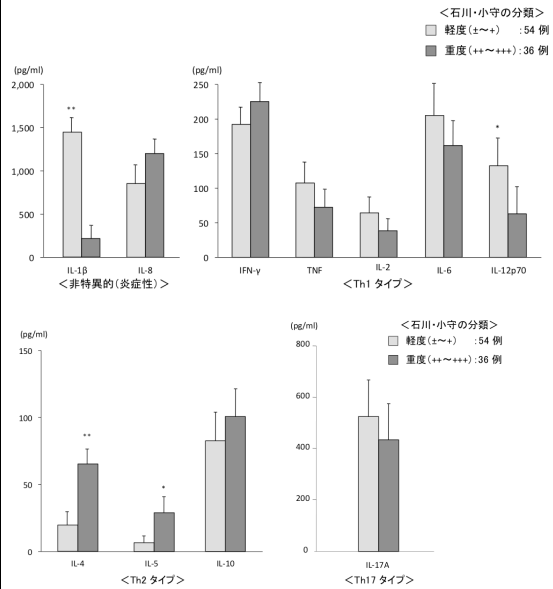 ＜石川・小守の分類＞
軽度（±～+） ：54 例
重度（++～+++）：36 例
(pg/ml)
2,000
1,500
1,000
500
0
**
IL-1β IL-8
＜非特異的（炎症性）＞
(pg/ml)
250
200
150
100
50
0
*
IFN-γ TNF IL-2 IL-6 IL-12p70
＜Th1 タイプ＞
(pg/ml)
150
100
50
0
**
*
IL-4 IL-5 IL-10
＜Th2 タイプ＞
＜石川・小守の分類＞
軽度（±～+） ：54 例
重度（++～+++）：36 例
(pg/ml)
800
600
400
200
0
IL-17A
＜Th17 タイプ＞